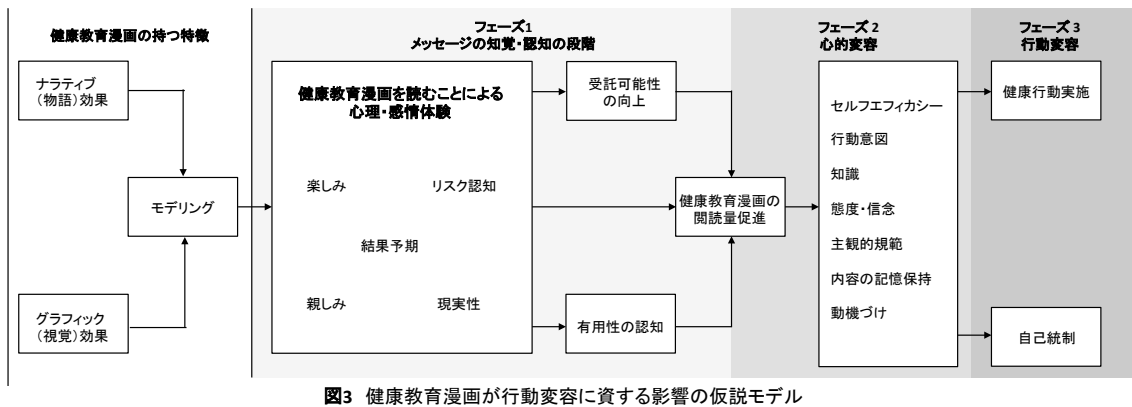 健康教育漫画の持つ特徴
ナラティブ
（物語）効果
モデリング
グラフィック
（視覚）効果
フェーズ1
メッセージの知覚・認知の段階
健康教育漫画を読むことによる
心理・感情体験
楽しみ
リスク認知
結果予期
親しみ
現実性
受託可能性
の向上
有用性の認知
健康教育漫画の
閲読量促進
フェーズ2
心的変容
セルフエフィカシー
行動意図
知識
態度・信念
主観的規範
内容の記憶保持
動機づけ
フェーズ3
行動変容
健康行動実施
自己統制
図3 健康教育漫画が行動変容に資する影響の仮説モデル